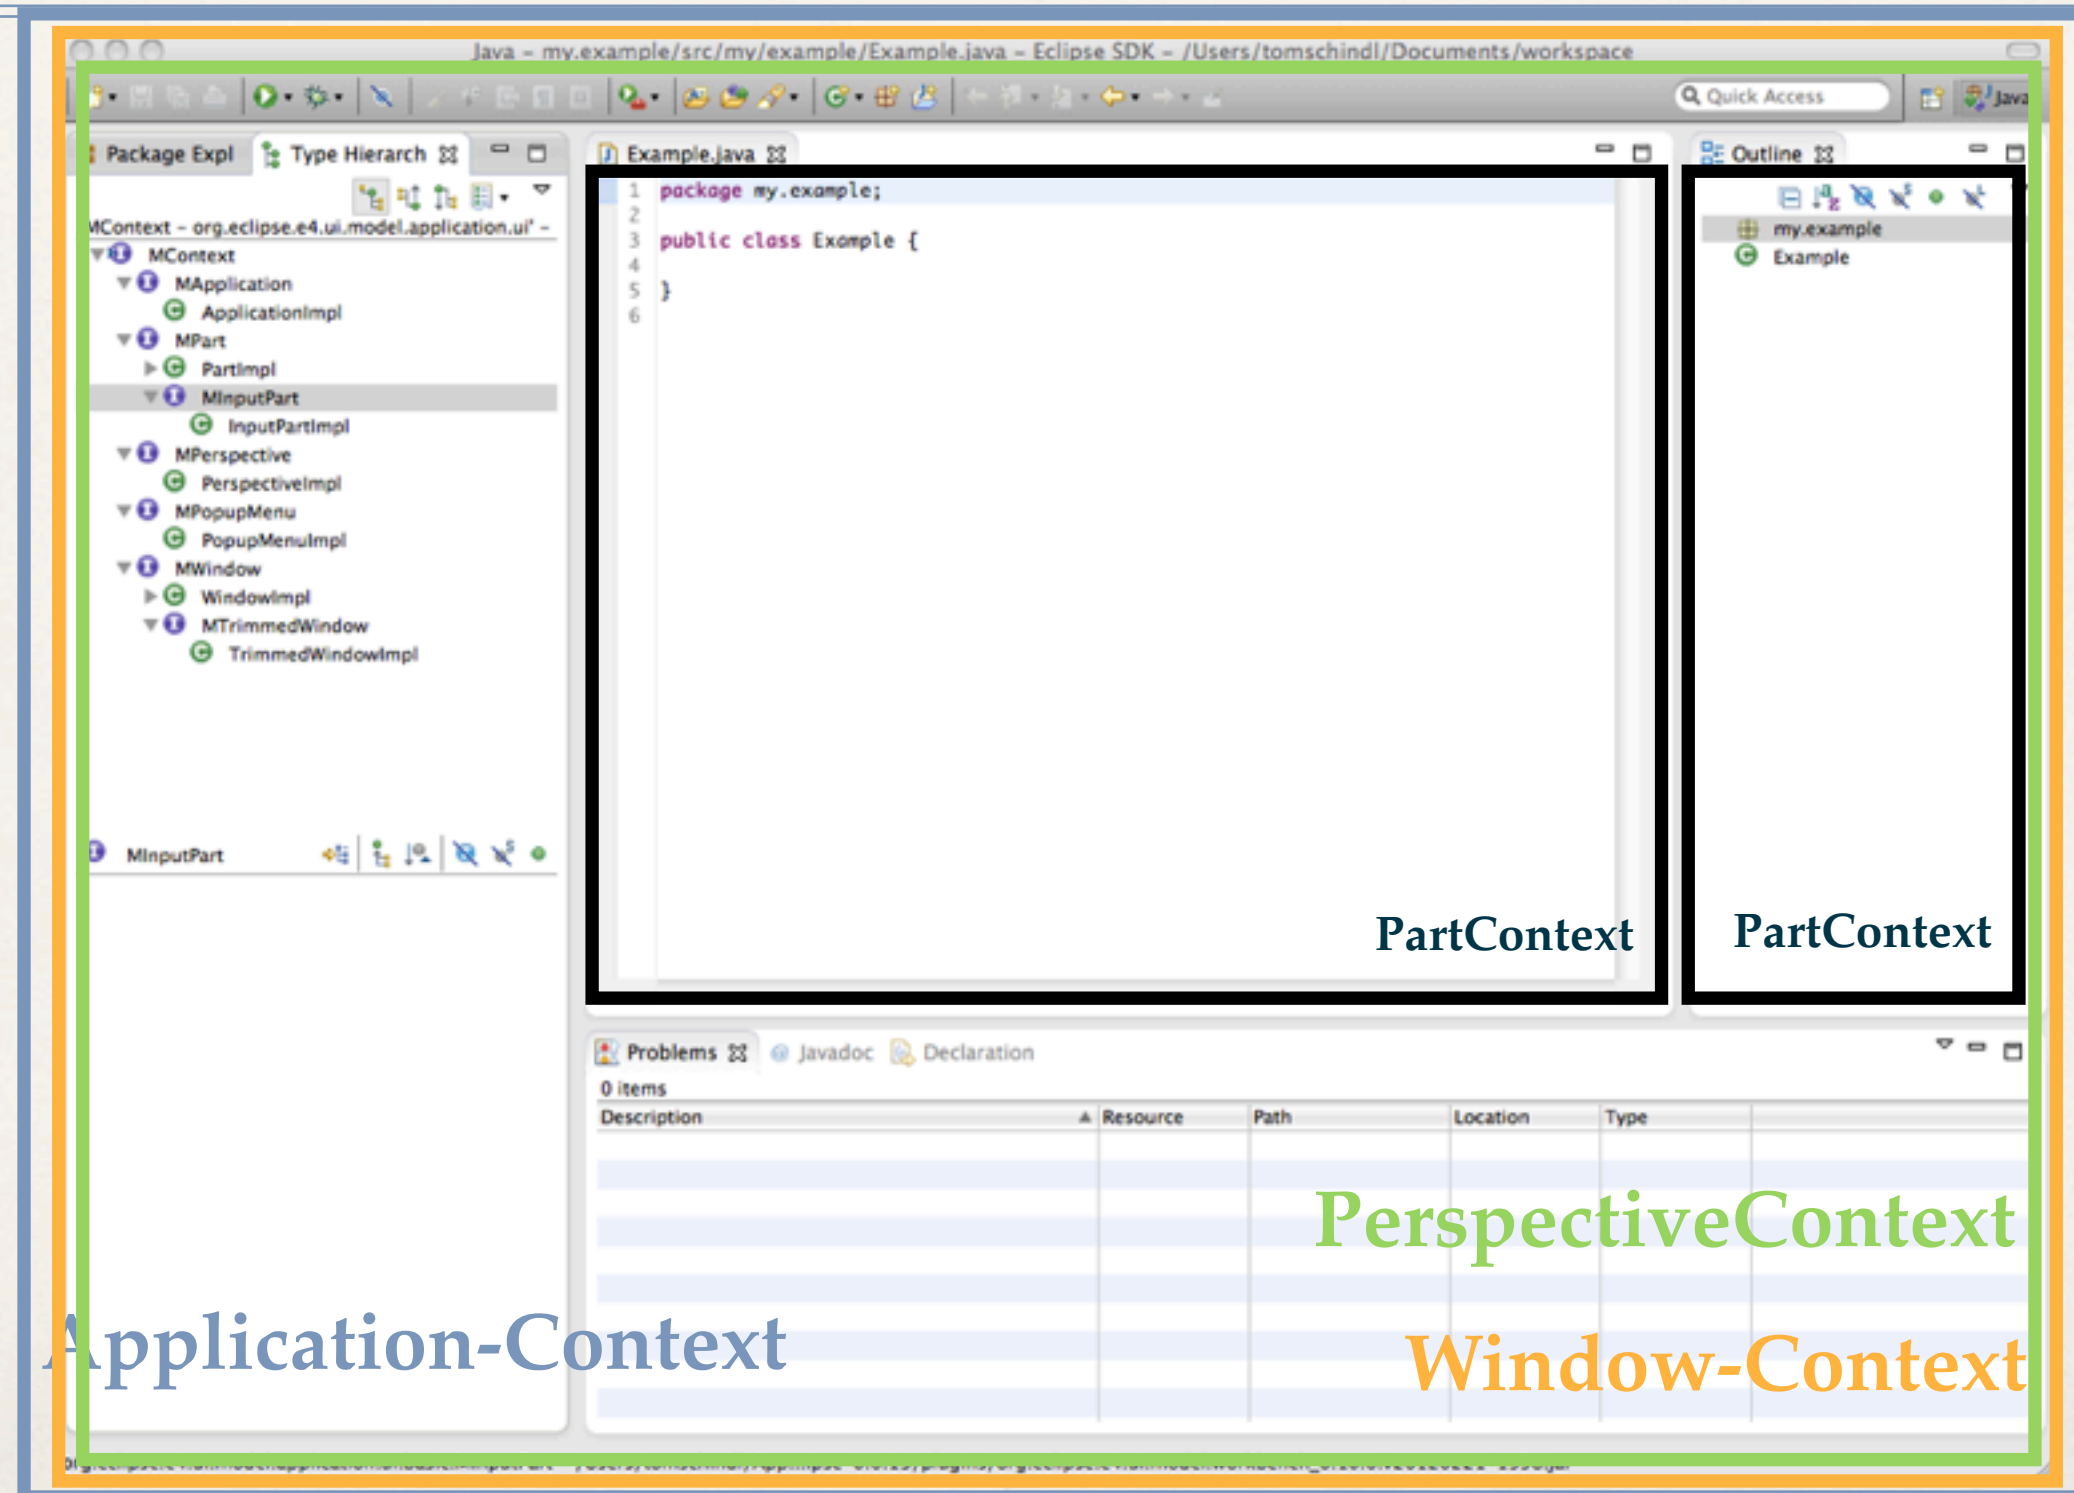 Java – my.example/src/my/example/Example.java – Eclipse SDK – /Users/tomschindl/Documents/workspace
Quick Access
Java
Package Expl
Type Hierarch
MContext – org.eclipse.e4.ui.model.application.ui' –
MContext
MApplication
ApplicationImpl
MPart
PartImpl
MInputPart
InputPartImpl
MPerspective
PerspectiveImpl
MPopupMenu
PopupMenuImpl
MWindow
WindowImpl
MTrimmedWindow
TrimmedWindowImpl
MInputPart
Example.java
1 package my.example;
2
3 public class Example {
4
5 }
6
PartContext
Outline
my.example
Example
PartContext
Problems Javadoc Declaration
0 items
Description Resource Path Location Type
PerspectiveContext
Application-Context
Window-Context